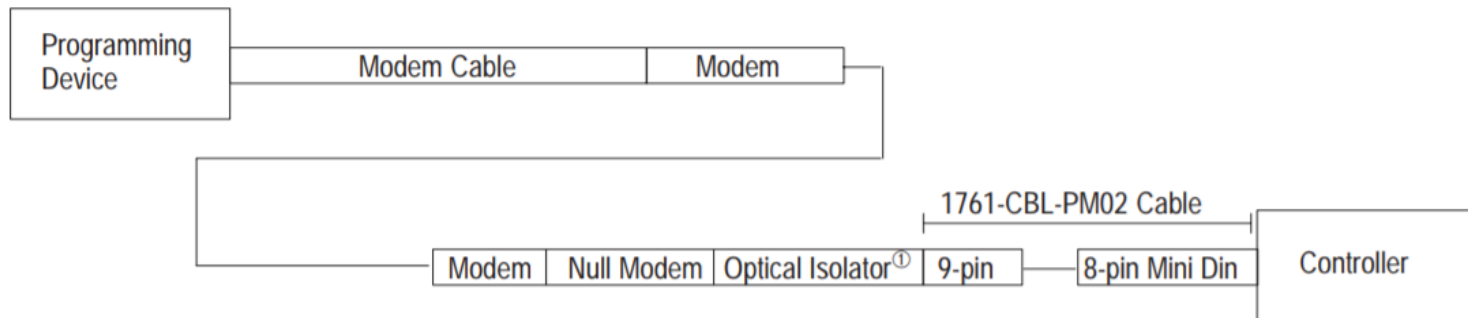 Programming
Device
Modem Cable
Modem
1761-CBL-PM02 Cable
Modem
Null Modem
Optical Isolator①
9-pin
8-pin Mini Din
Controller